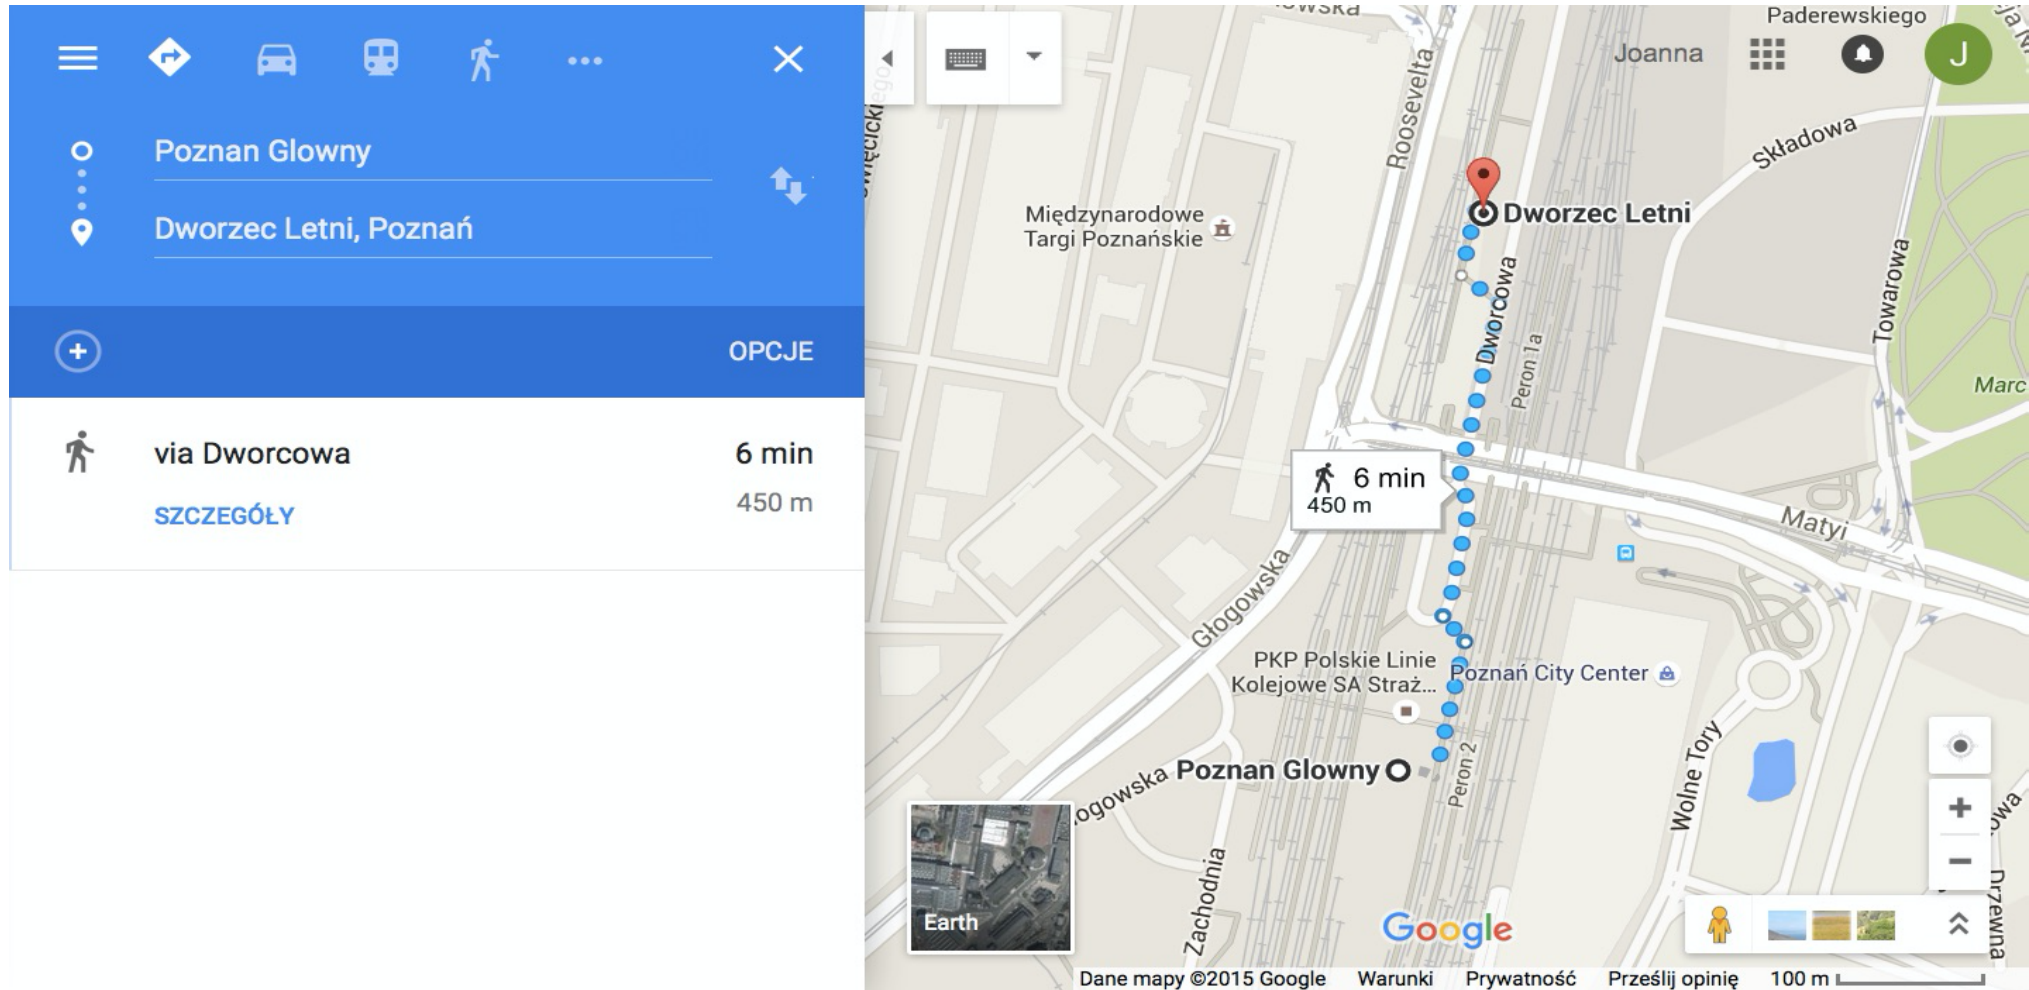 Poznan Glowny
Dworzec Letni, Poznań
OPCJE
via Dworcowa
6 min
450 m
SZCZEGÓŁY
Paderewskiego
Joanna
J
Roosevelta
Składowa
Międzynarodowe
Targi Poznańskie
Dworzec Letni
Towarowa
Dworcowa
Peron 1a
Marc
6 min
450 m
Matyi
Głogowska
PKP Polskie Linie
Kolejowe SA Straż...
Poznań City Center
Poznan Glowny
Peron 2
Wolne Tory
ogowska
Zachodnia
Drzewna
Earth
Google
Dane mapy ©2015 Google
Warunki
Prywatność
Prześlij opinię
100 m